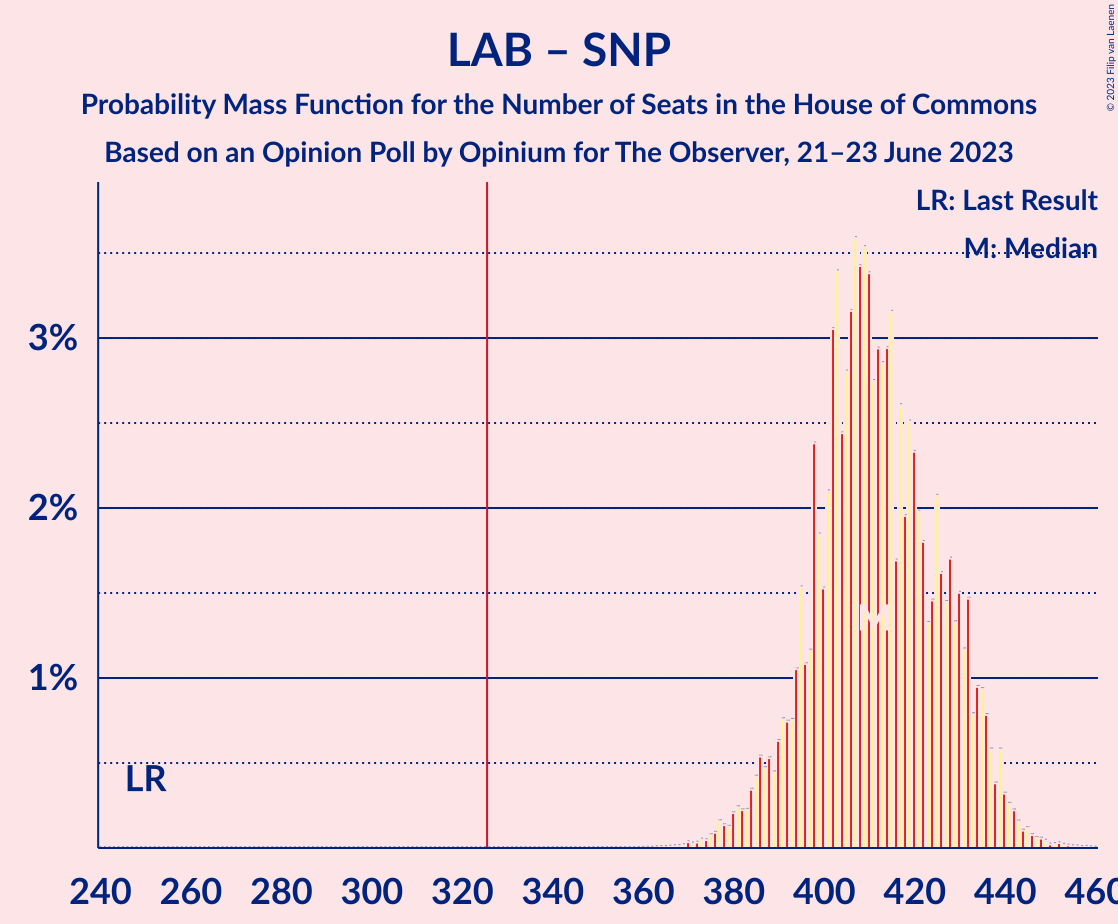 LAB – SNP
Probability Mass Function for the Number of Seats in the House of Commons
Based on an Opinion Poll by Opinium for The Observer, 21–23 June 2023
© 2023 Filip van Laenen
LR: Last Result
M: Median
3%
2%
1%
M
LR
240 260 280 300 320 340 360 380 400 420 440 460